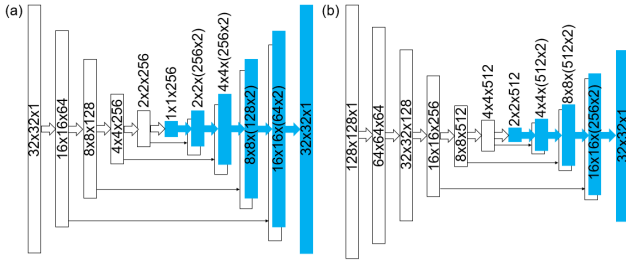 (a)
32x32x1
16x16x64
8x8x128
4x4x256
2x2x256
1x1x256
2x2x(256x2)
4x4x(256x2)
8x8x(128x2)
16x16x(64x2)
32x32x1
(b)
128x128x1
64x64x64
32x32x128
16x16x256
8x8x512
4x4x512
2x2x512
4x4x(512x2)
8x8x(512x2)
16x16x(256x2)
32x32x1